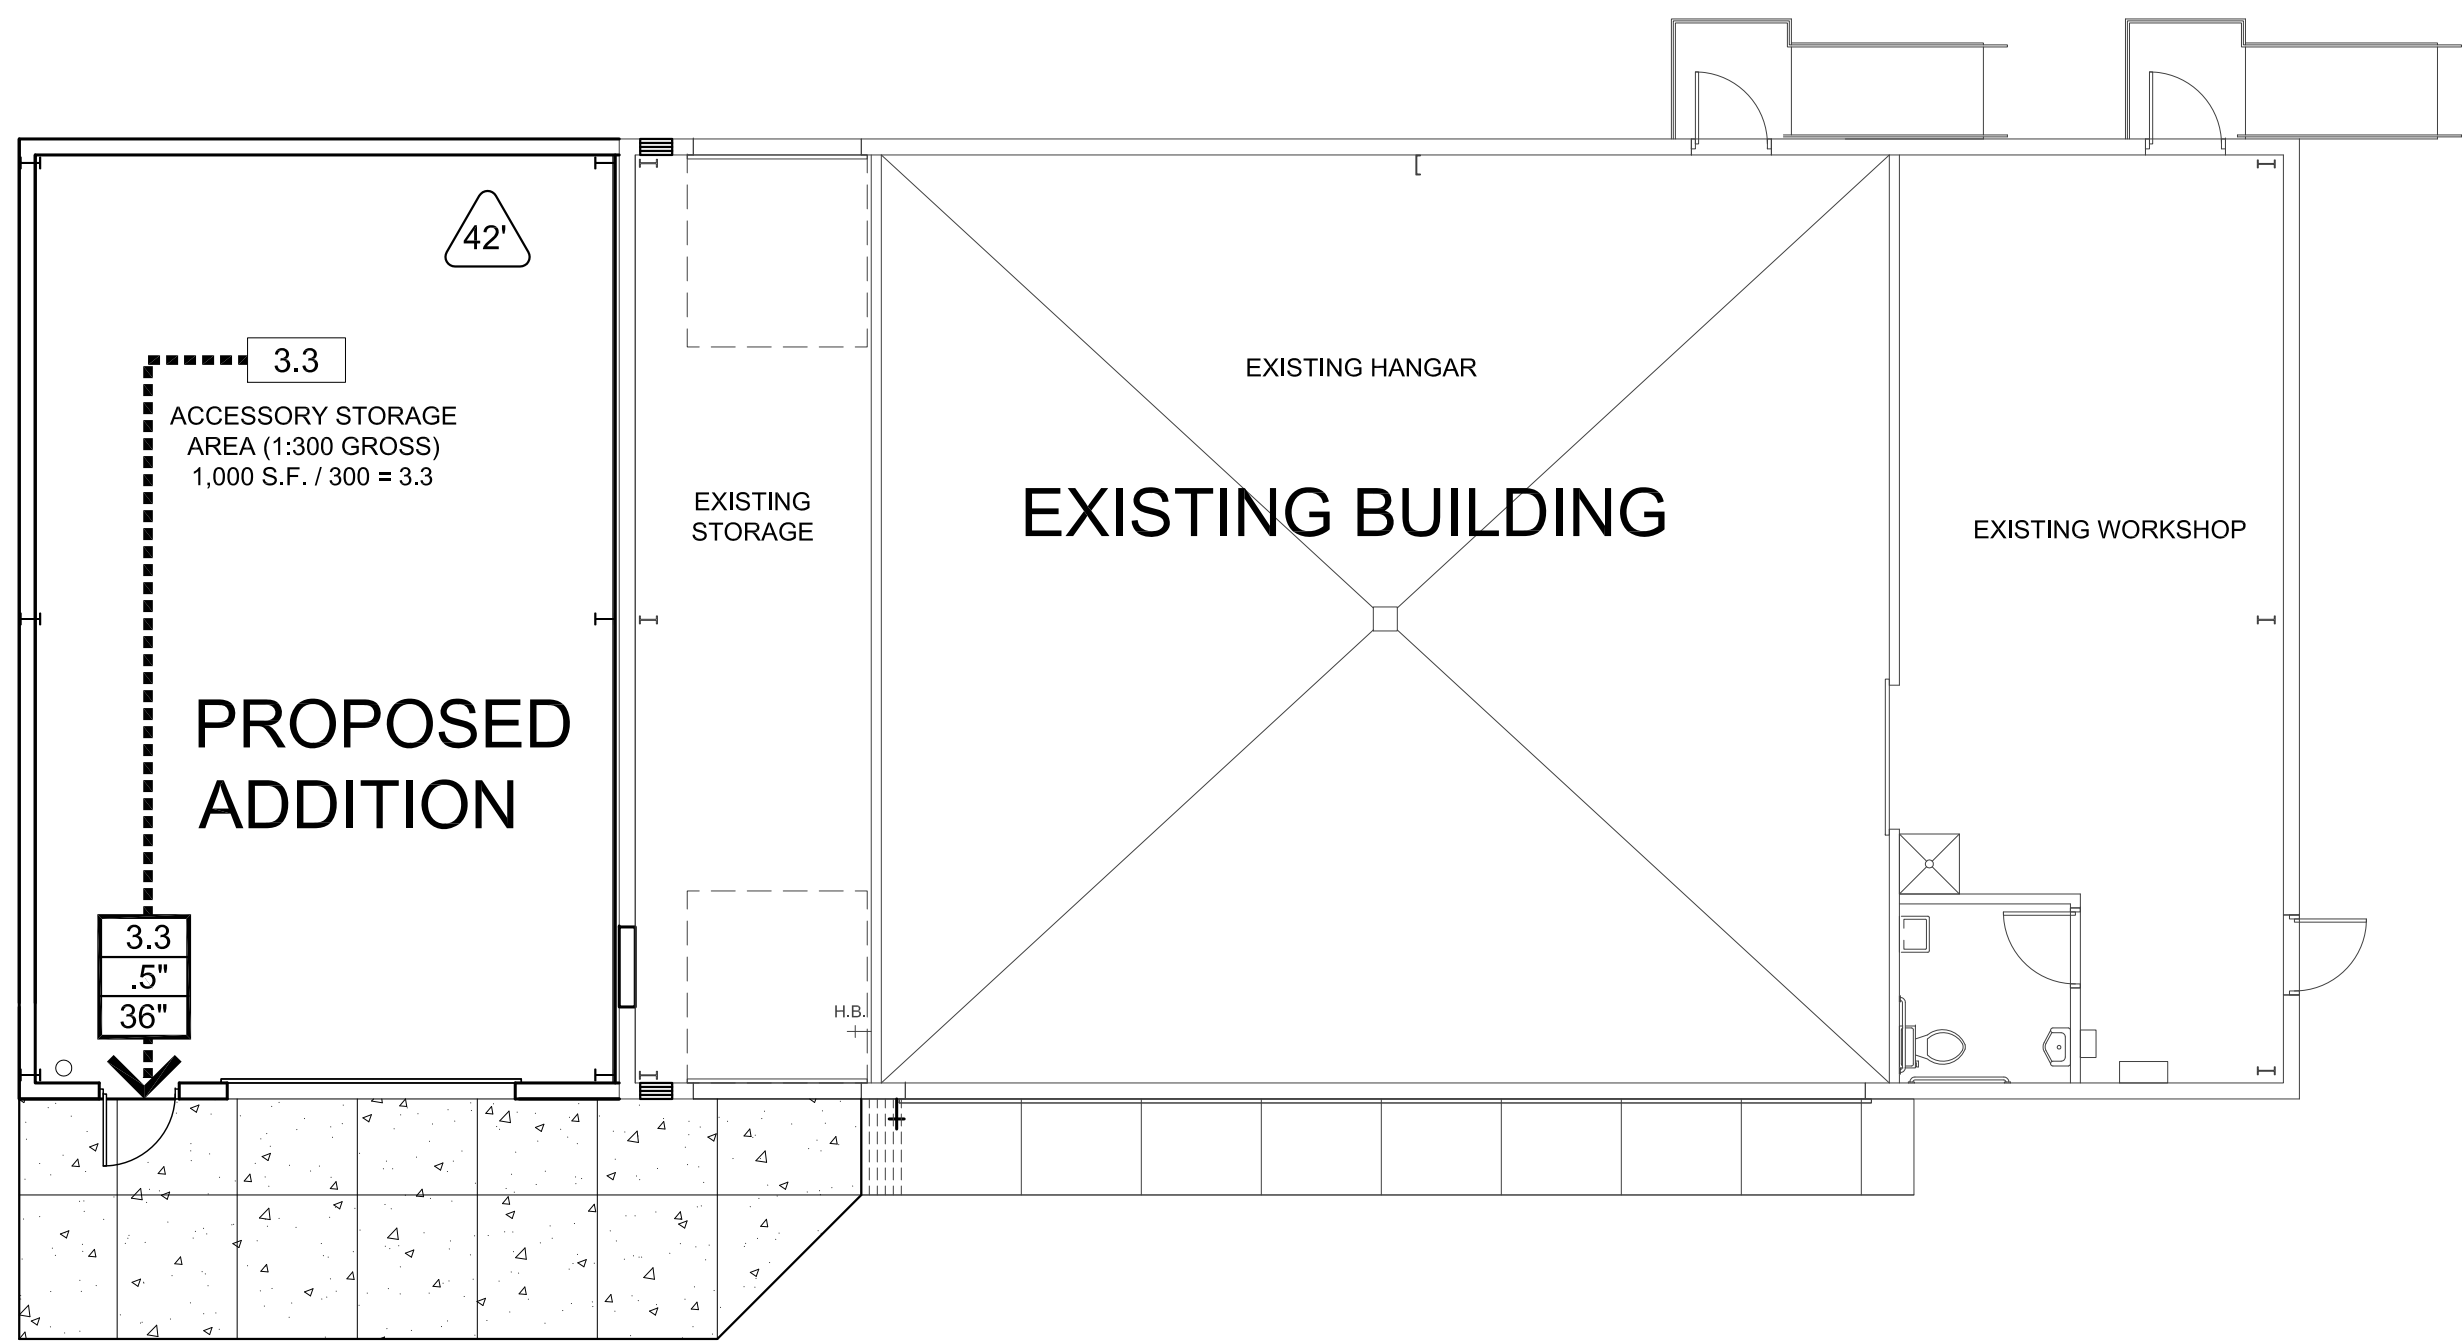 42'
3.3
ACCESSORY STORAGE
AREA (1:300 GROSS)
1,000 S.F. / 300 = 3.3
PROPOSED
ADDITION
3.3
.5"
36"
EXISTING
STORAGE
H.B.
EXISTING HANGAR
EXISTING BUILDING
EXISTING WORKSHOP